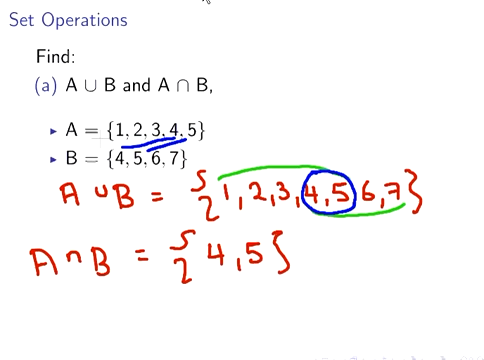 Set Operations
Find:
(a) A ∪ B and A ∩ B,
▸ A = {1, 2, 3, 4, 5}
▸ B = {4, 5, 6, 7}
A ∪ B = {1, 2, 3, 4, 5 6, 7}
A ∩ B = {4, 5}